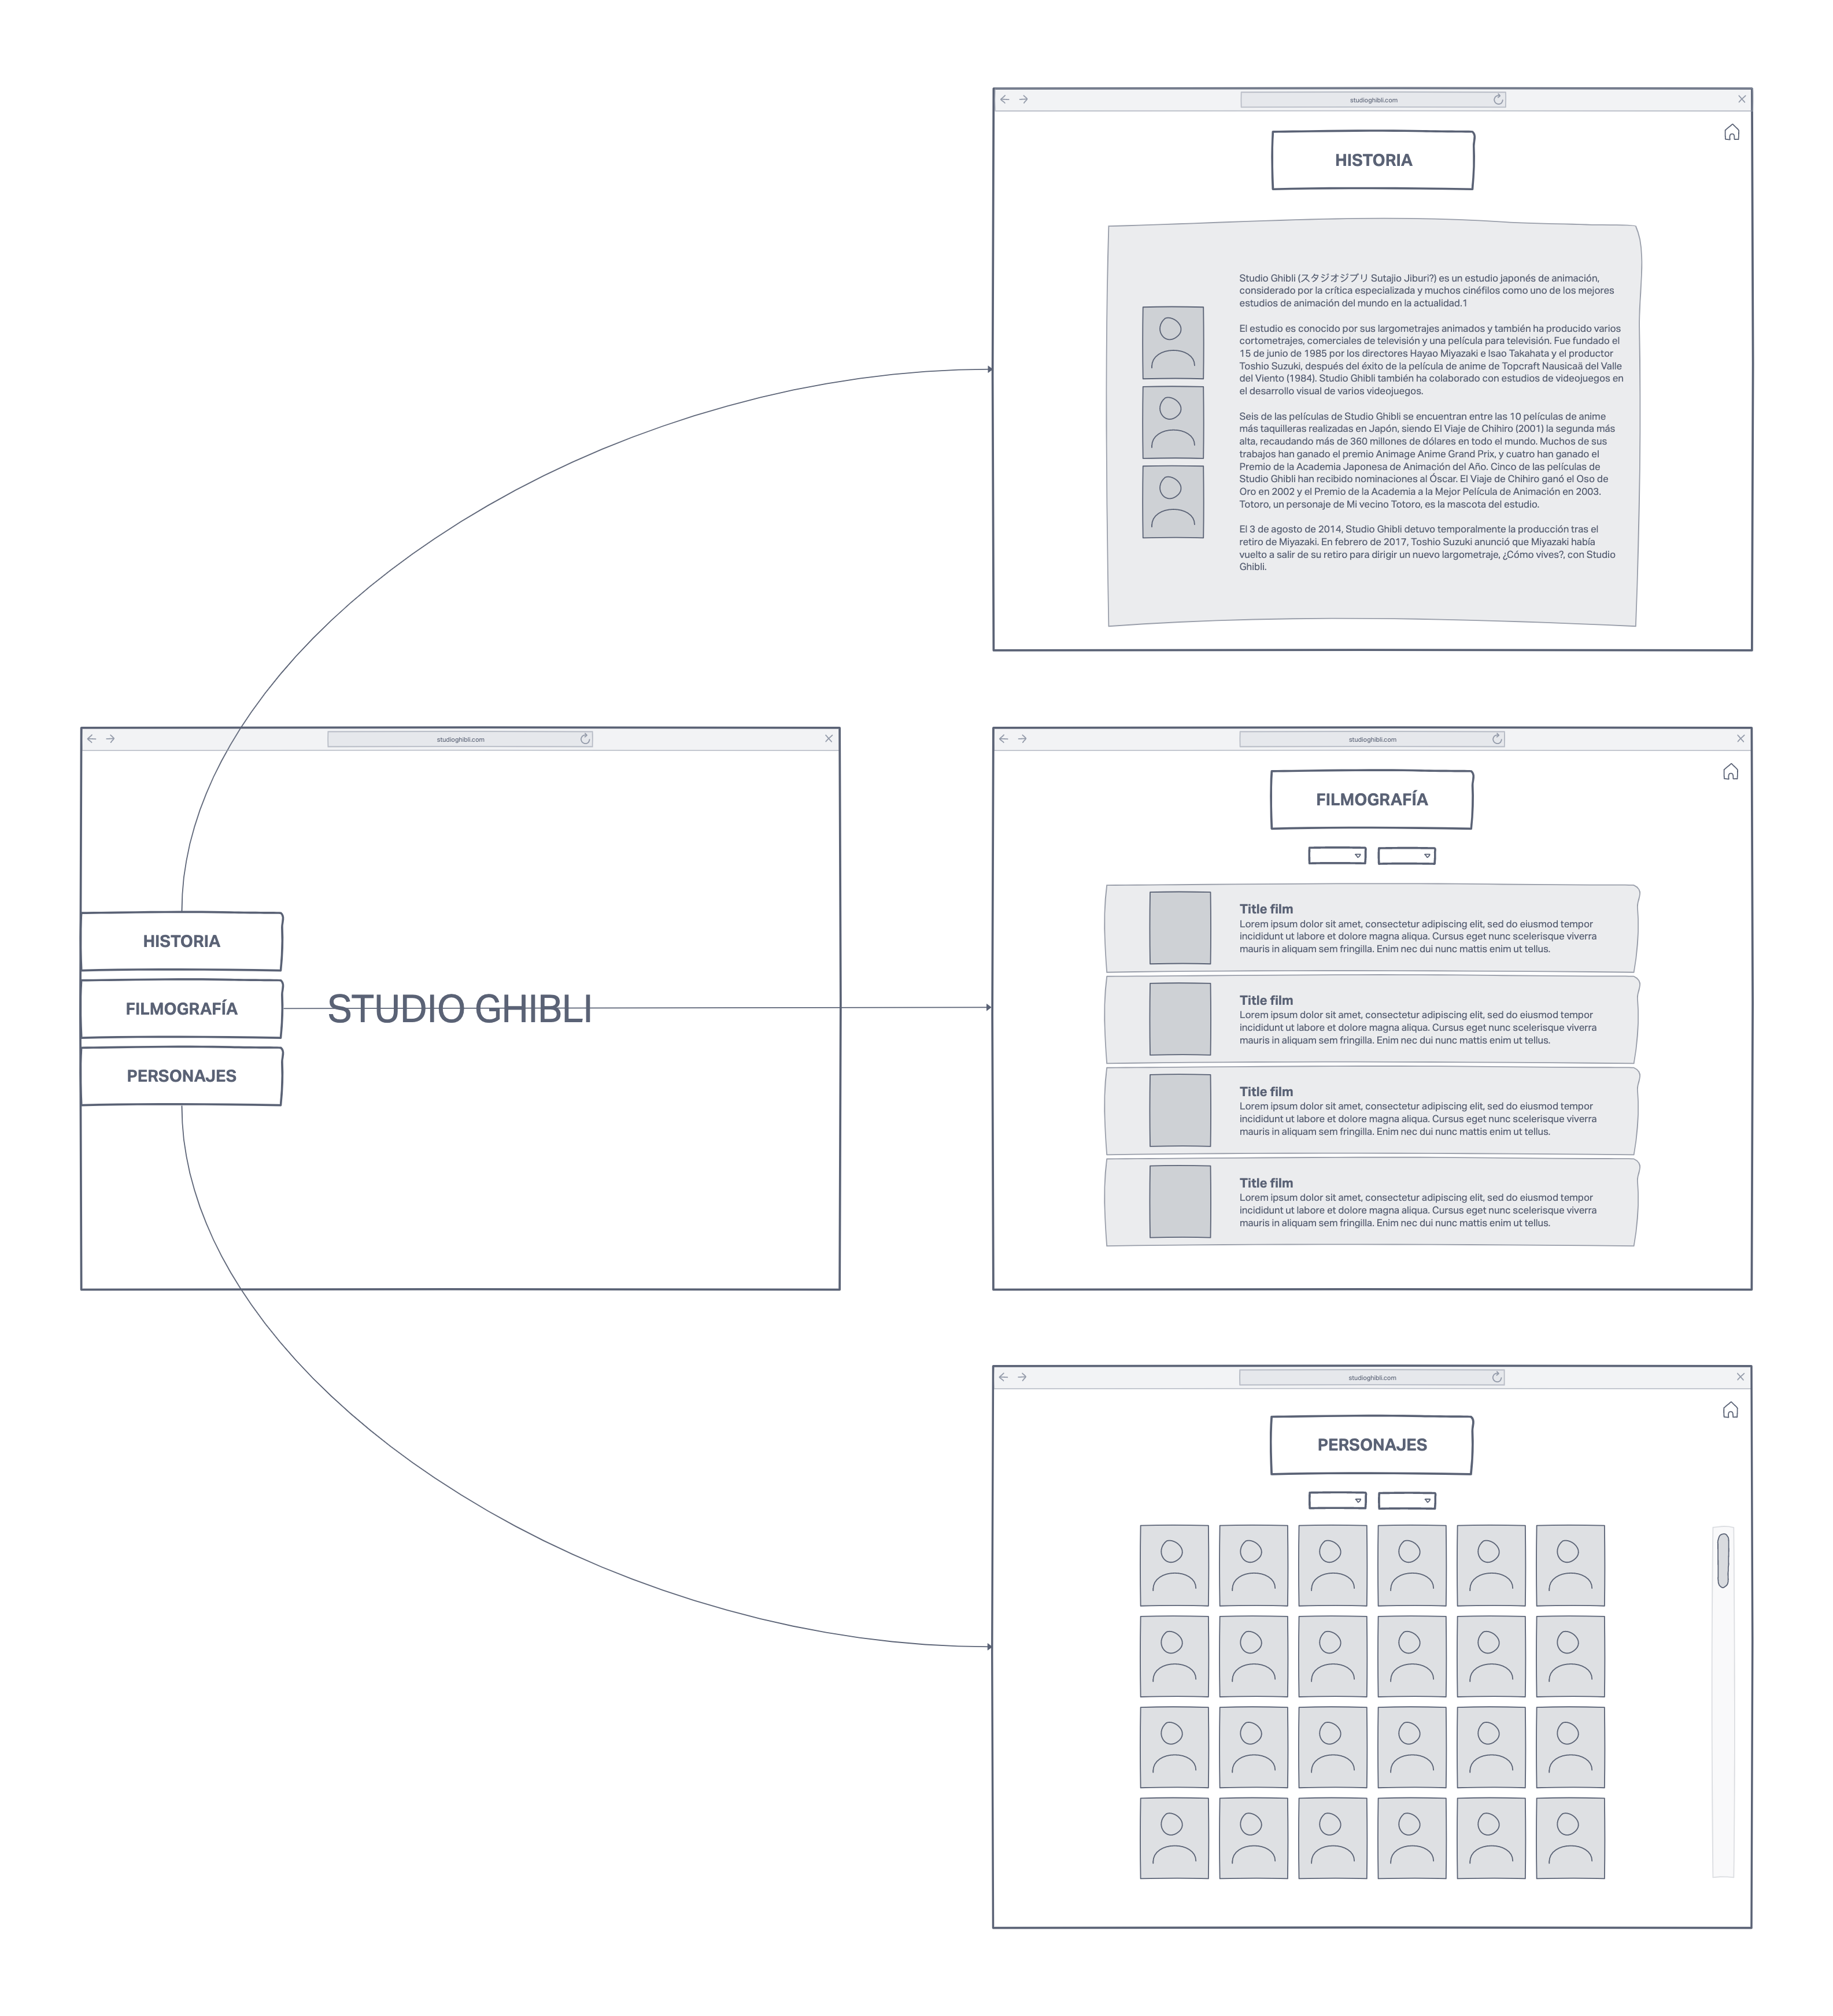 studioghibli.com
HISTORIA
Studio Ghibli (スタジオジブリ Sutajio Jiburi?) es un estudio japonés de animación,
considerado por la crítica especializada y muchos cinéfilos como uno de los mejores
estudios de animación del mundo en la actualidad.1
El estudio es conocido por sus largometrajes animados y también ha producido varios
cortometrajes, comerciales de televisión y una película para televisión. Fue fundado el
15 de junio de 1985 por los directores Hayao Miyazaki e Isao Takahata y el productor
Toshio Suzuki, después del éxito de la película de anime de Topcraft Nausicaä del Valle
del Viento (1984). Studio Ghibli también ha colaborado con estudios de videojuegos en
el desarrollo visual de varios videojuegos.
Seis de las películas de Studio Ghibli se encuentran entre las 10 películas de anime
más taquilleras realizadas en Japón, siendo El Viaje de Chihiro (2001) la segunda más
alta, recaudando más de 360 millones de dólares en todo el mundo. Muchos de sus
trabajos han ganado el premio Animage Anime Grand Prix, y cuatro han ganado el
Premio de la Academia Japonesa de Animación del Año. Cinco de las películas de
Studio Ghibli han recibido nominaciones al Óscar. El Viaje de Chihiro ganó el Oso de
Oro en 2002 y el Premio de la Academia a la Mejor Película de Animación en 2003.
Totoro, un personaje de Mi vecino Totoro, es la mascota del estudio.
El 3 de agosto de 2014, Studio Ghibli detuvo temporalmente la producción tras el
retiro de Miyazaki. En febrero de 2017, Toshio Suzuki anunció que Miyazaki había
vuelto a salir de su retiro para dirigir un nuevo largometraje, ¿Cómo vives?, con Studio
Ghibli.
studioghibli.com
HISTORIA
FILMOGRAFÍA
PERSONAJES
STUDIO GHIBLI
studioghibli.com
FILMOGRAFÍA
Title film
Lorem ipsum dolor sit amet, consectetur adipiscing elit, sed do eiusmod tempor
incididunt ut labore et dolore magna aliqua. Cursus eget nunc scelerisque viverra
mauris in aliquam sem fringilla. Enim nec dui nunc mattis enim ut tellus.
Title film
Lorem ipsum dolor sit amet, consectetur adipiscing elit, sed do eiusmod tempor
incididunt ut labore et dolore magna aliqua. Cursus eget nunc scelerisque viverra
mauris in aliquam sem fringilla. Enim nec dui nunc mattis enim ut tellus.
Title film
Lorem ipsum dolor sit amet, consectetur adipiscing elit, sed do eiusmod tempor
incididunt ut labore et dolore magna aliqua. Cursus eget nunc scelerisque viverra
mauris in aliquam sem fringilla. Enim nec dui nunc mattis enim ut tellus.
Title film
Lorem ipsum dolor sit amet, consectetur adipiscing elit, sed do eiusmod tempor
incididunt ut labore et dolore magna aliqua. Cursus eget nunc scelerisque viverra
mauris in aliquam sem fringilla. Enim nec dui nunc mattis enim ut tellus.
studioghibli.com
PERSONAJES